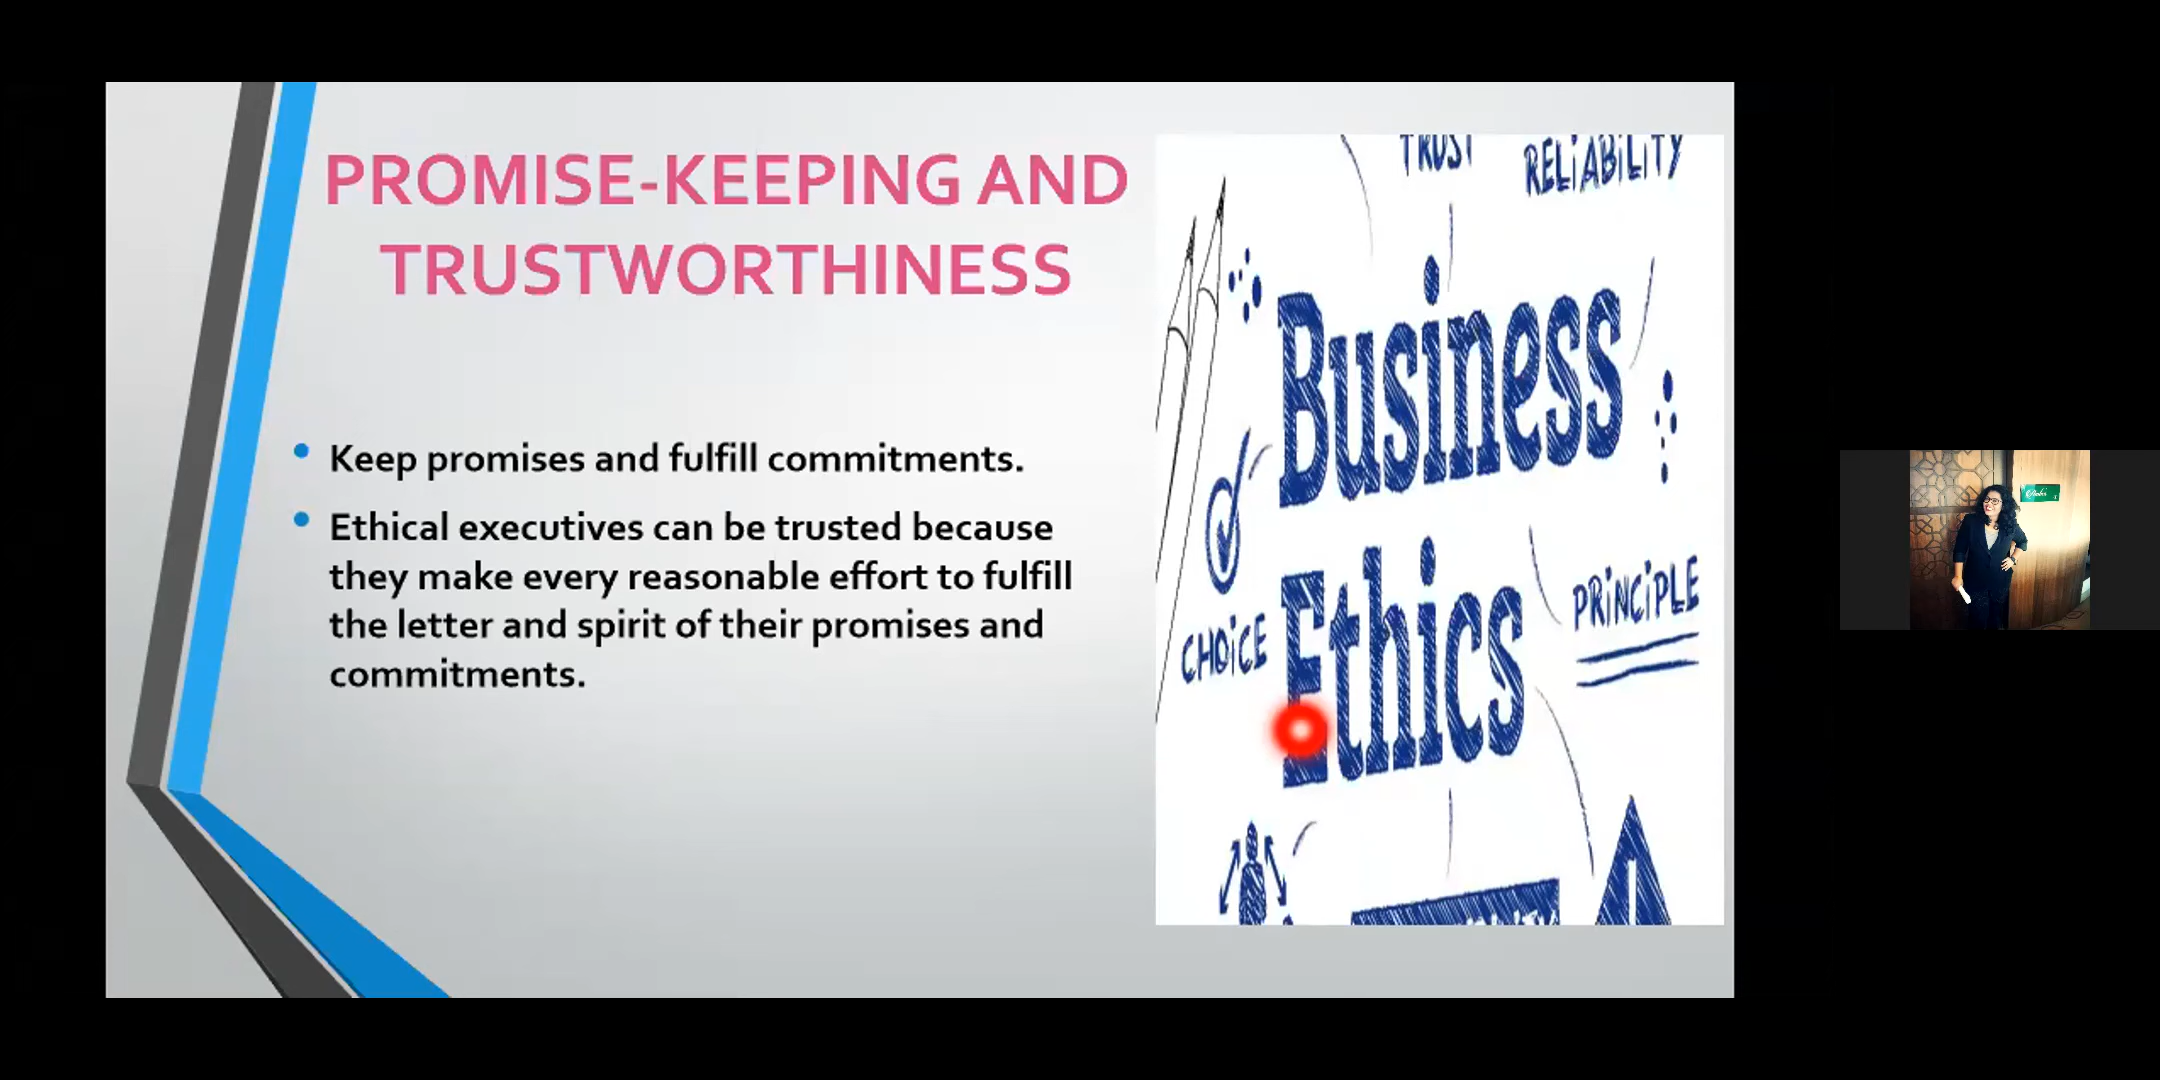 PROMISE-KEEPING AND
TRUSTWORTHINESS
Keep promises and fulfill commitments.
Ethical executives can be trusted because
they make every reasonable effort to fulfill
the letter and spirit of their promises and
commitments.
TRUST
RELiABiLiTY
Business
Ethics
CHOiCE
PRiNCiPLE